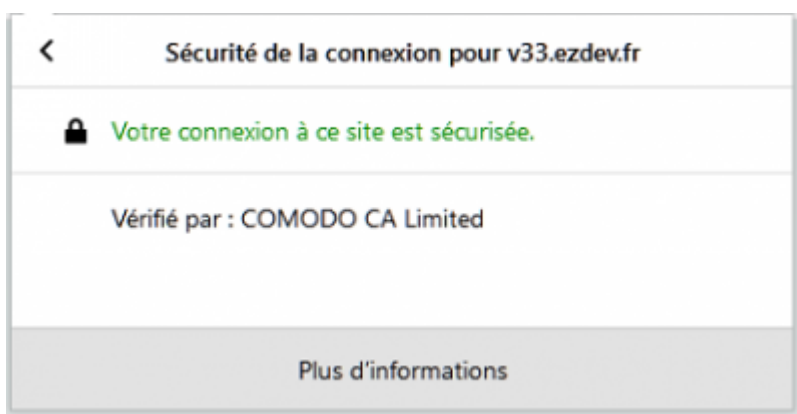 Sécurité de la connexion pour v33.ezdev.fr
Votre connexion à ce site est sécurisée.
Vérifié par : COMODO CA Limited
Plus d'informations